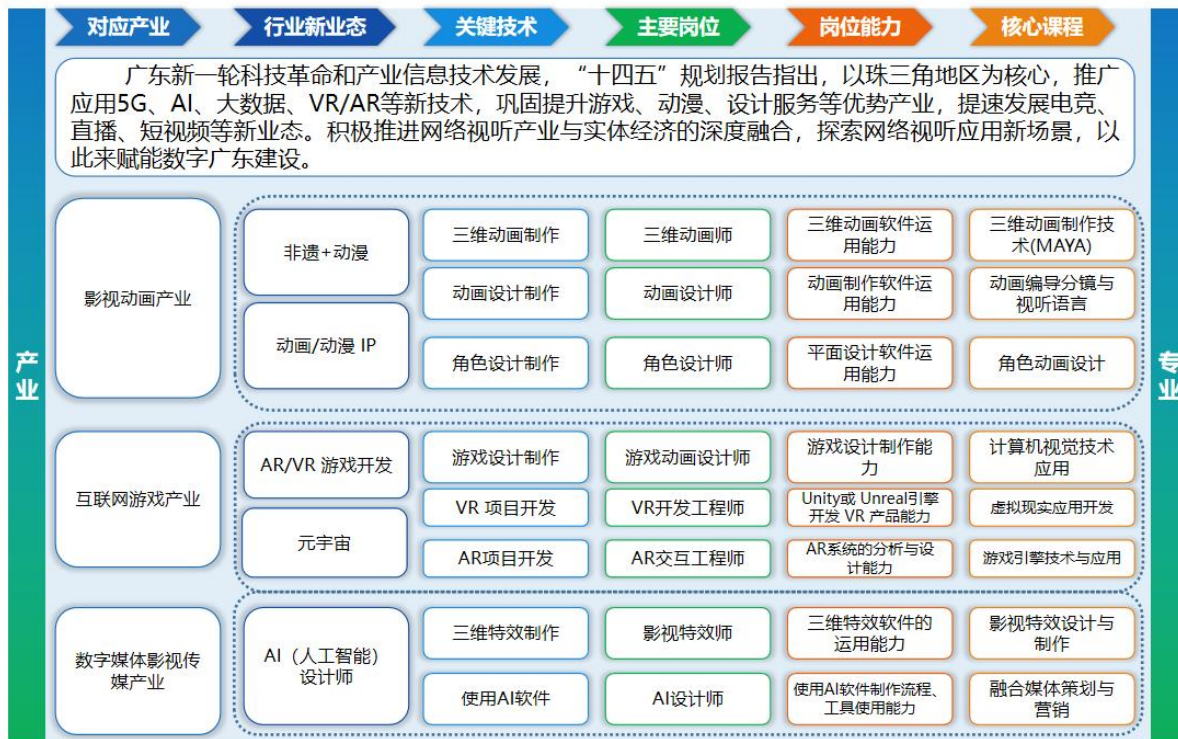 对应产业
行业新业态
关键技术
主要岗位
岗位能力
核心课程
广东新一轮科技革命和产业信息技术发展，“十四五”规划报告指出，以珠三角地区为核心，推广
应用5G、AI、大数据、VR/AR等新技术，巩固提升游戏、动漫、设计服务等优势产业，提速发展电竞、
直播、短视频等新业态。积极推进网络视听产业与实体经济的深度融合，探索网络视听应用新场景，以
此来赋能数字广东建设。
产
业
影视动画产业
非遗+动漫
动画/动漫 IP
三维动画制作
三维动画师
三维动画软件运
用能力
三维动画制作技
术(MAYA)
动画设计制作
动画设计师
动画制作软件运
用能力
动画编导分镜与
视听语言
角色设计制作
角色设计师
平面设计软件运
用能力
角色动画设计
互联网游戏产业
AR/VR 游戏开发
元宇宙
游戏设计制作
游戏动画设计师
游戏设计制作能
力
计算机视觉技术
应用
VR 项目开发
VR开发工程师
Unity或 Unreal引擎
开发 VR 产品能力
虚拟现实应用开发
AR项目开发
AR交互工程师
AR系统的分析与设
计能力
游戏引擎技术与应用
数字媒体影视传
媒产业
AI（人工智能）
设计师
三维特效制作
影视特效师
三维特效软件的
运用能力
影视特效设计与
制作
使用AI软件
AI设计师
使用AI软件制作流程、
工具使用能力
融合媒体策划与
营销
专
业